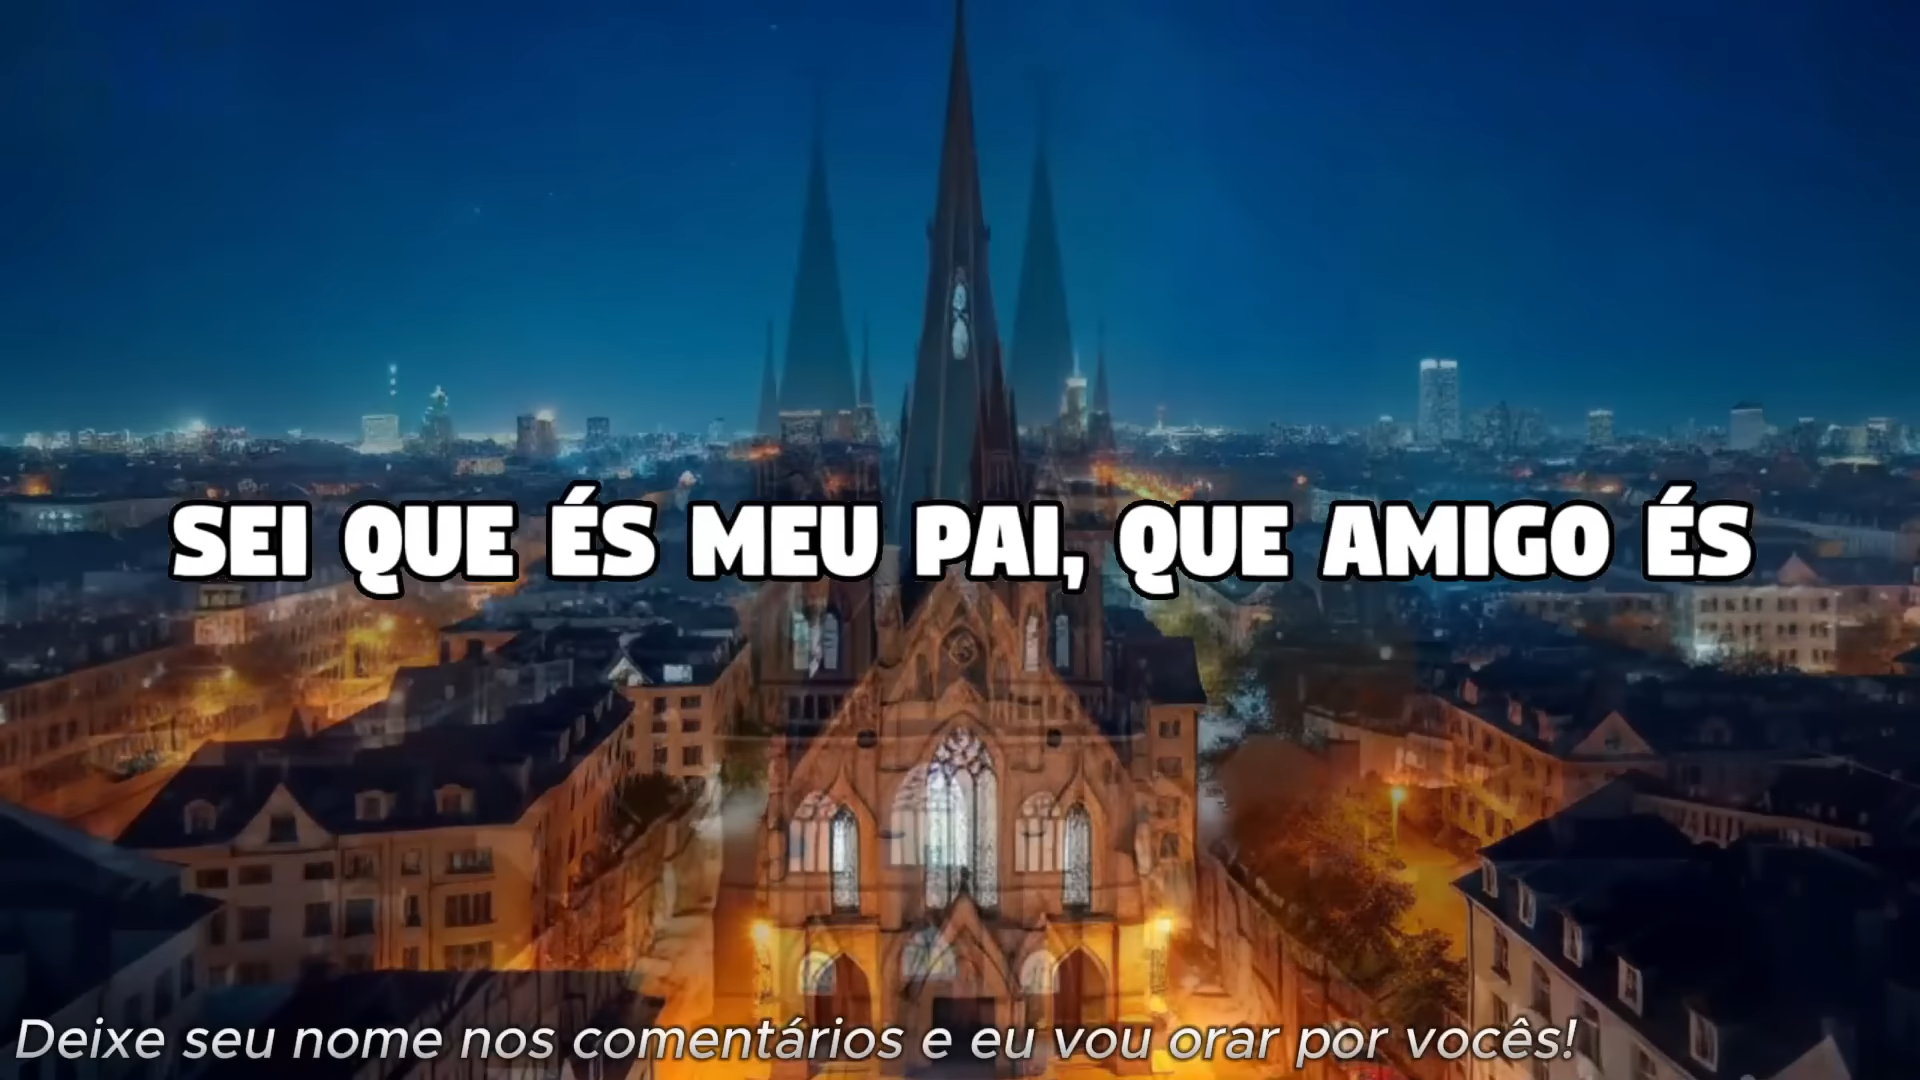 SEI QUE ÉS MEU PAI, QUE AMIGO ÉS
Deixe seu nome nos comentários e eu vou orar por vocês!